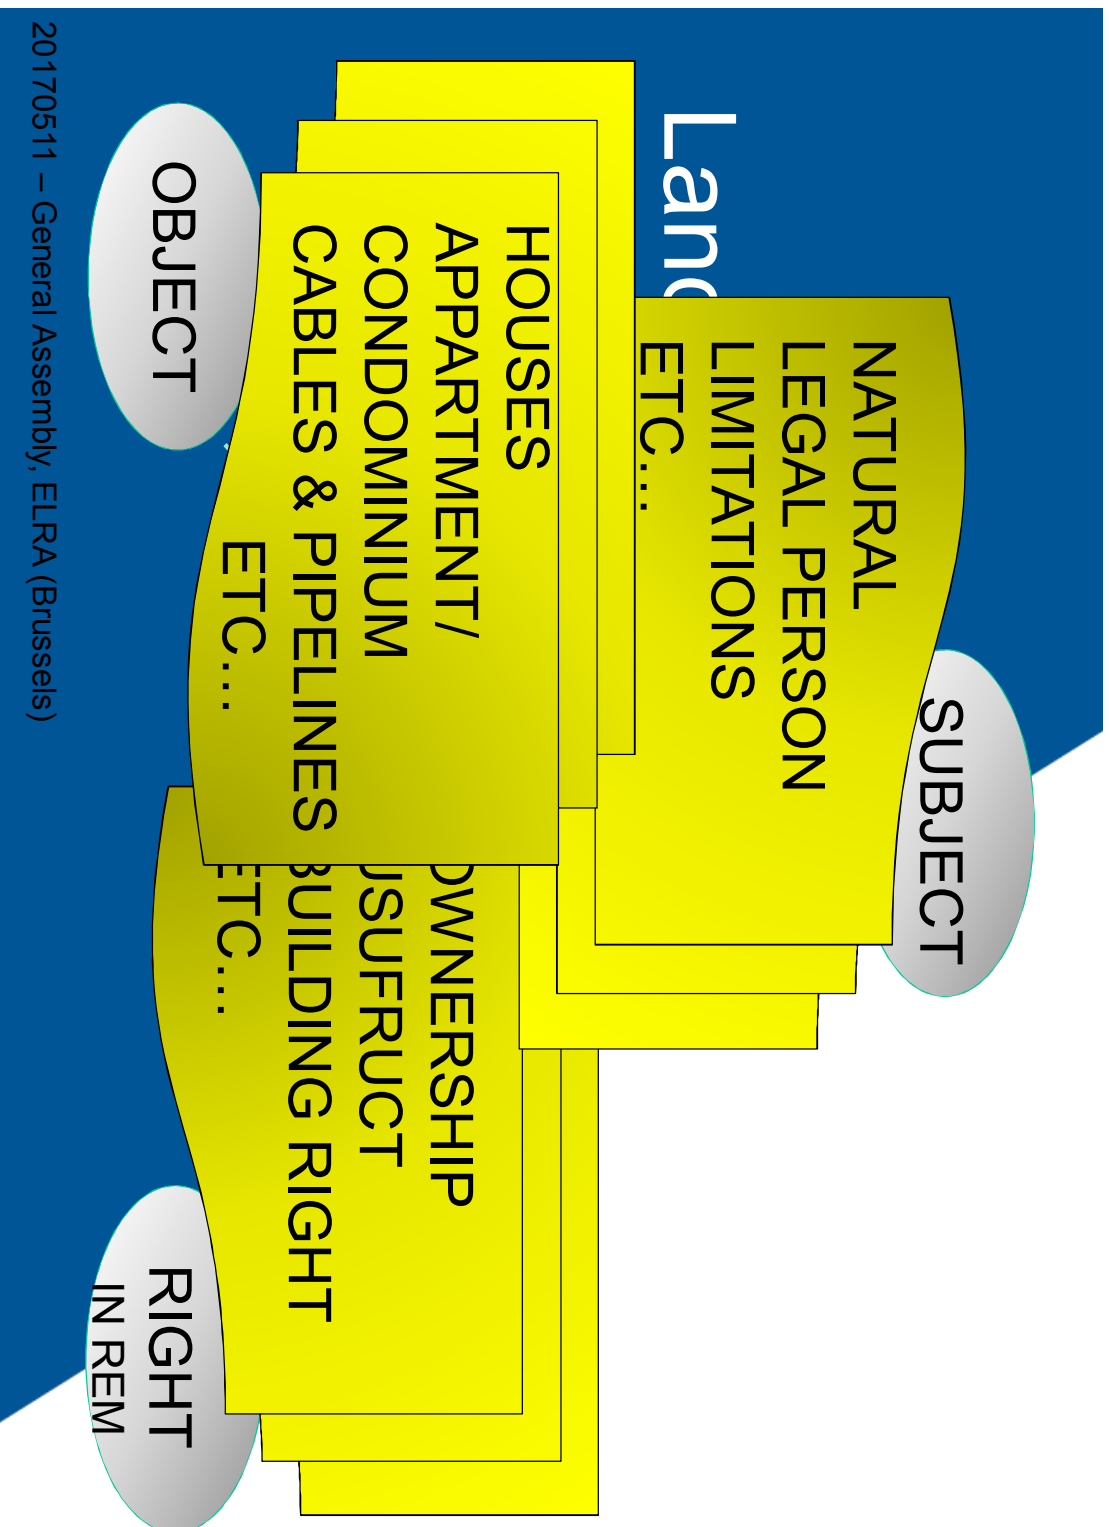 Land
NATURAL
LEGAL PERSON
LIMITATIONS
ETC...
SUBJECT
HOUSES
APPARTMENT/
CONDOMINIUM
CABLES & PIPELINES
ETC...
OBJECT
OWNERSHIP
USUFRUCT
BUILDING RIGHT
ETC...
RIGHT
IN REM
20170511 – General Assembly, ELRA (Brussels)